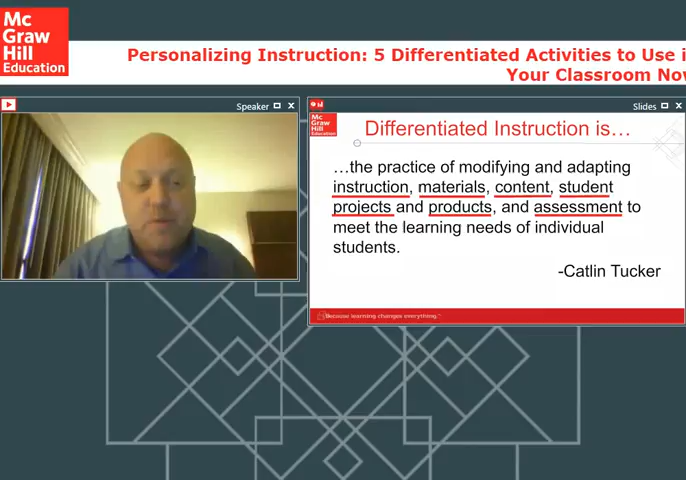 Mc
Graw
Hill
Education
Personalizing Instruction: 5 Differentiated Activities to Use i
Your Classroom Now
Speaker
Slides
Mc
Graw
Hill
Education
Differentiated Instruction is...
...the practice of modifying and adapting
instruction, materials, content, student
projects and products, and assessment to
meet the learning needs of individual
students.
-Catlin Tucker
Because learning changes everything.™